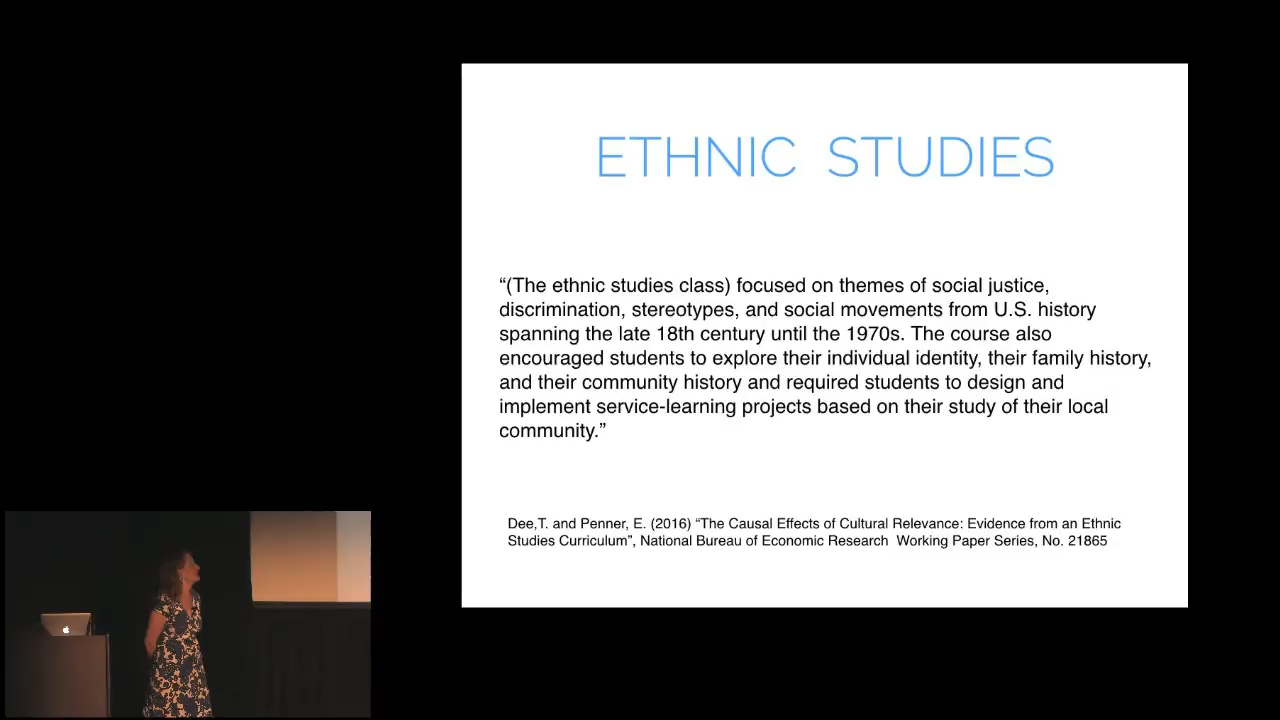 ETHNIC STUDIES
“(The ethnic studies class) focused on themes of social justice,
discrimination, stereotypes, and social movements from U.S. history
spanning the late 18th century until the 1970s. The course also
encouraged students to explore their individual identity, their family history,
and their community history and required students to design and
implement service-learning projects based on their study of their local
community.”
Dee,T. and Penner, E. (2016) “The Causal Effects of Cultural Relevance: Evidence from an Ethnic
Studies Curriculum”, National Bureau of Economic Research Working Paper Series, No. 21865